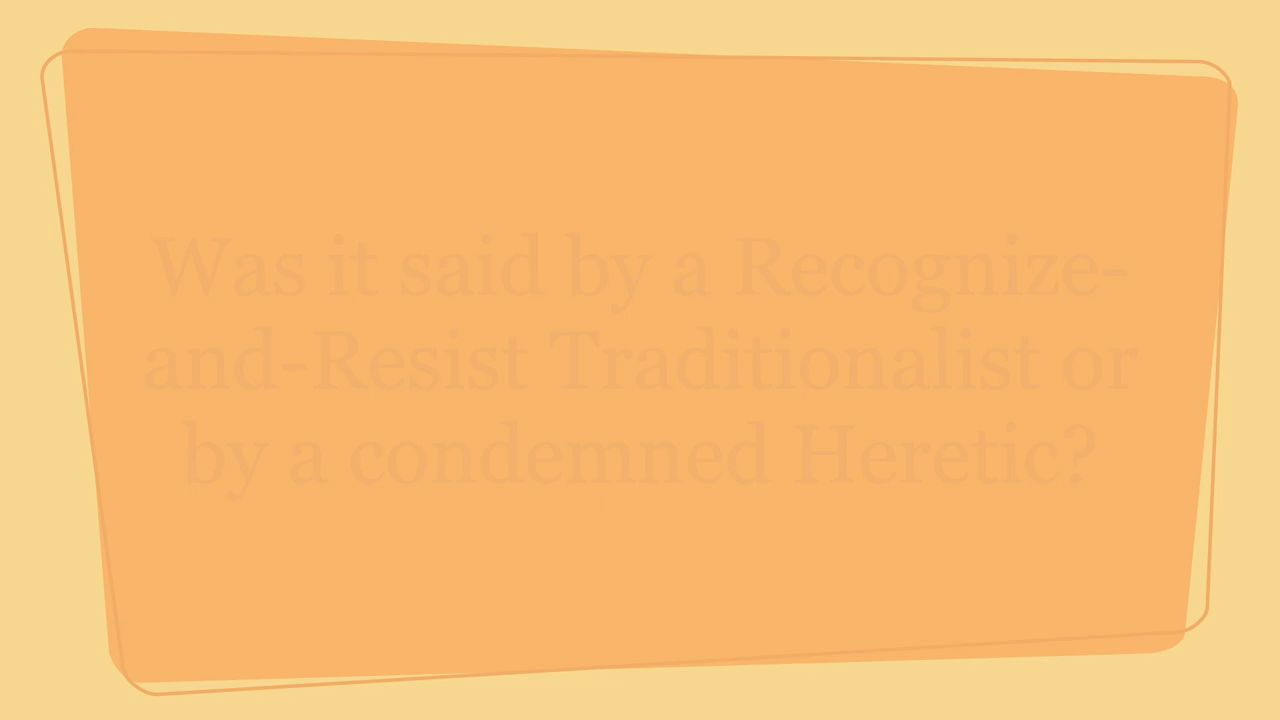 Was it said by a Recognize-
and-Resist Traditionalist or
by a condemned Heretic?